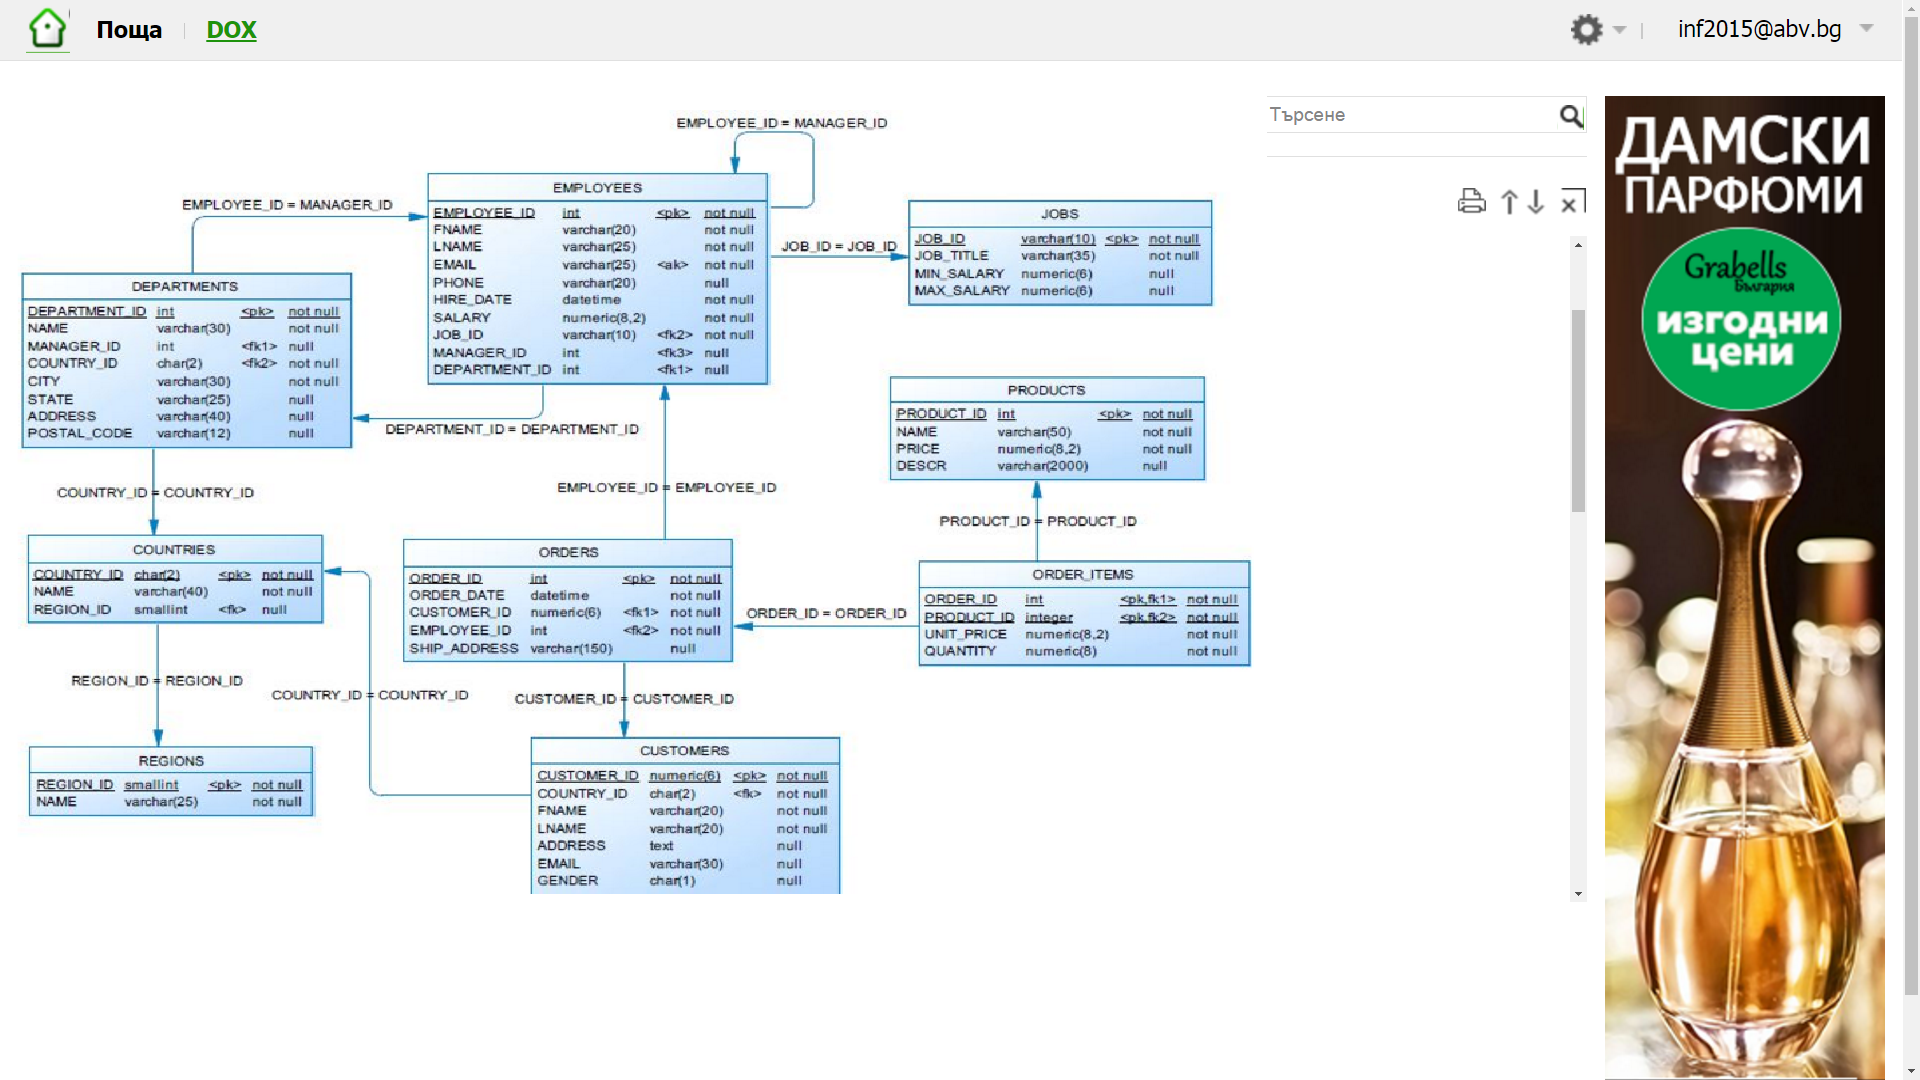 Поща
DOX
inf2015@abv.bg
Търсене
EMPLOYEE_ID = MANAGER_ID
EMPLOYEES
EMPLOYEE_ID int <pk> not null
FNAME varchar(20) not null
LNAME varchar(25) not null
EMAIL varchar(25) <ak> not null
PHONE varchar(20) null
HIRE_DATE datetime not null
SALARY numeric(8,2) not null
JOB_ID varchar(10) <fk2> not null
MANAGER_ID int <fk3> null
DEPARTMENT_ID int <fk1> null
EMPLOYEE_ID = MANAGER_ID
JOB_ID = JOB_ID
JOBS
JOB_ID varchar(10) <pk> not null
JOB_TITLE varchar(35) not null
MIN_SALARY numeric(6) null
MAX_SALARY numeric(6) null
DEPARTMENTS
DEPARTMENT_ID int <pk> not null
NAME varchar(30) not null
MANAGER_ID int <fk1> null
COUNTRY_ID char(2) <fk2> not null
CITY varchar(30) not null
STATE varchar(25) null
ADDRESS varchar(40) null
POSTAL_CODE varchar(12) null
DEPARTMENT_ID = DEPARTMENT_ID
PRODUCTS
PRODUCT_ID int <pk> not null
NAME varchar(50) not null
PRICE numeric(8,2) not null
DESCR varchar(2000) null
COUNTRY_ID = COUNTRY_ID
EMPLOYEE_ID = EMPLOYEE_ID
PRODUCT_ID = PRODUCT_ID
COUNTRIES
COUNTRY_ID char(2) <pk> not null
NAME varchar(40) not null
REGION_ID smallint <fk> null
ORDERS
ORDER_ID int <pk> not null
ORDER_DATE datetime not null
CUSTOMER_ID numeric(6) <fk1> not null
EMPLOYEE_ID int <fk2> not null
SHIP_ADDRESS varchar(150) null
ORDER_ID = ORDER_ID
ORDER_ITEMS
ORDER_ID int <pk,fk1> not null
PRODUCT_ID integer <pk,fk2> not null
UNIT_PRICE numeric(8,2) not null
QUANTITY numeric(8) not null
REGION_ID = REGION_ID
COUNTRY_ID = COUNTRY_ID
CUSTOMER_ID = CUSTOMER_ID
REGIONS
REGION_ID smallint <pk> not null
NAME varchar(25) not null
CUSTOMERS
CUSTOMER_ID numeric(6) <pk> not null
COUNTRY_ID char(2) <fk> not null
FNAME varchar(20) not null
LNAME varchar(20) not null
ADDRESS text null
EMAIL varchar(30) null
GENDER char(1) null
ДАМСКИ
ПАРФЮМИ
Grabells
България
изгодни
цени